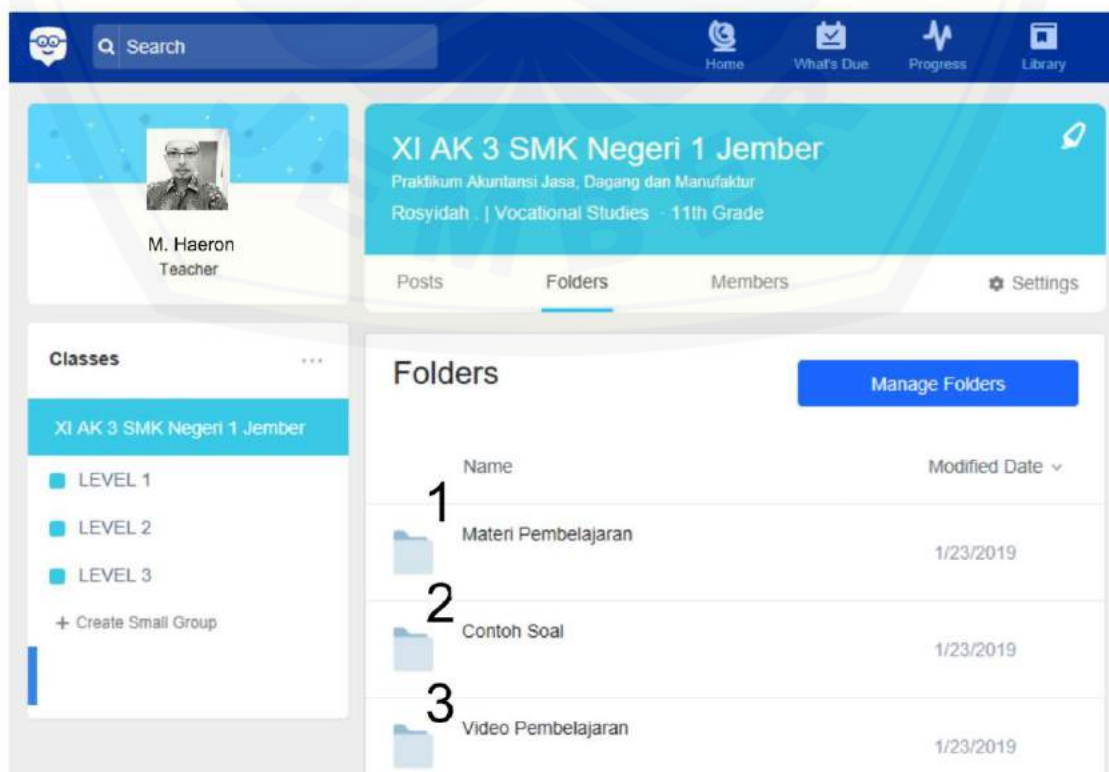 Search
Home
What's Due
Progress
Library
M. Haeron
Teacher
XI AK 3 SMK Negeri 1 Jember
Praktikum Akuntansi Jasa, Dagang dan Manufaktur
Rosyidah . | Vocational Studies · 11th Grade
Posts
Folders
Members
Settings
Classes
XI AK 3 SMK Negeri 1 Jember
LEVEL 1
LEVEL 2
LEVEL 3
+ Create Small Group
Folders
Manage Folders
Name
Modified Date
1
Materi Pembelajaran
1/23/2019
2
Contoh Soal
1/23/2019
3
Video Pembelajaran
1/23/2019
JEMBER